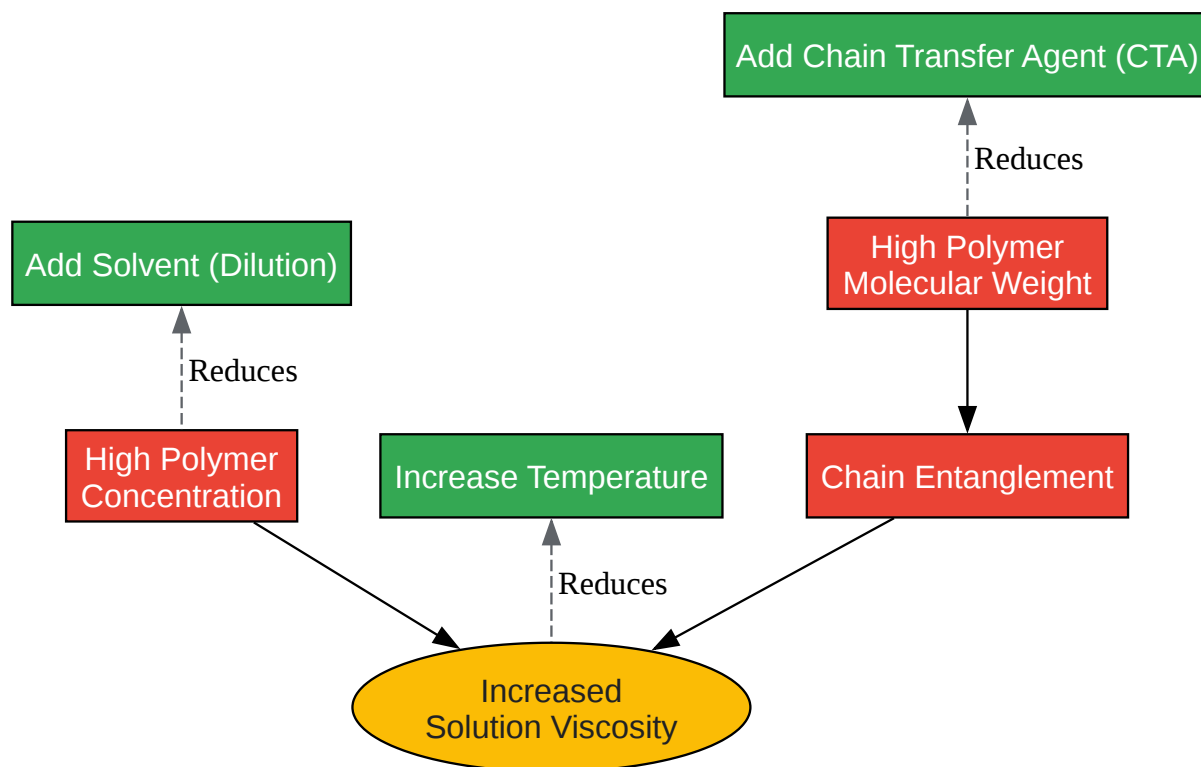 Add Chain Transfer Agent (CTA)
Reduces
High Polymer
Molecular Weight
Add Solvent (Dilution)
Reduces
High Polymer
Concentration
Increase Temperature
Chain Entanglement
Reduces
Increased
Solution Viscosity